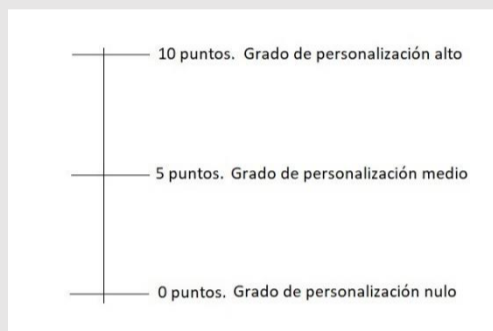 10 puntos. Grado de personalización alto
5 puntos. Grado de personalización medio
0 puntos. Grado de personalización nulo